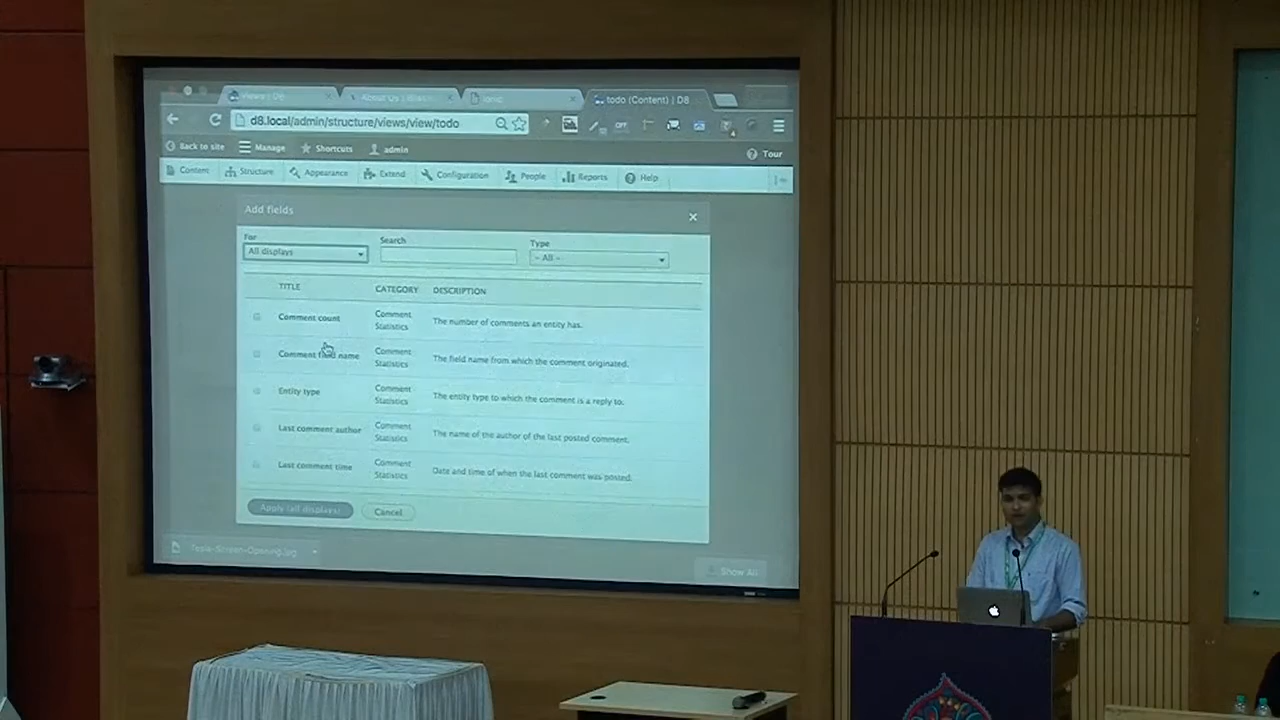 todo (Content) | D8
d8.local/admin/structure/views/view/todo
Back to site Manage Shortcuts admin Tour
Content Structure Appearance Extend Configuration People Reports Help
Add fields
For Search Type
All displays - All -
TITLE CATEGORY DESCRIPTION
Comment count Comment Statistics The number of comments an entity has.
Comment field name Comment Statistics The field name from which the comment originated.
Entity type Comment Statistics The entity type to which the comment is a reply to.
Last comment author Comment Statistics The name of the author of the last posted comment.
Last comment time Comment Statistics Date and time of when the last comment was posted.
Apply (all displays) Cancel
Show All